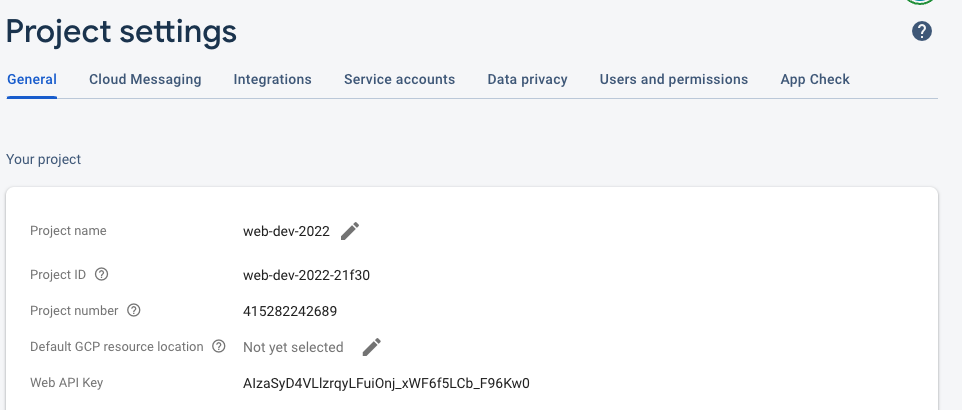 Project settings
General Cloud Messaging Integrations Service accounts Data privacy Users and permissions App Check
Your project
Project name web-dev-2022
Project ID web-dev-2022-21f30
Project number 415282242689
Default GCP resource location Not yet selected
Web API Key AIzaSyD4VLlzrqyLFuiOnj_xWF6f5LCb_F96Kw0